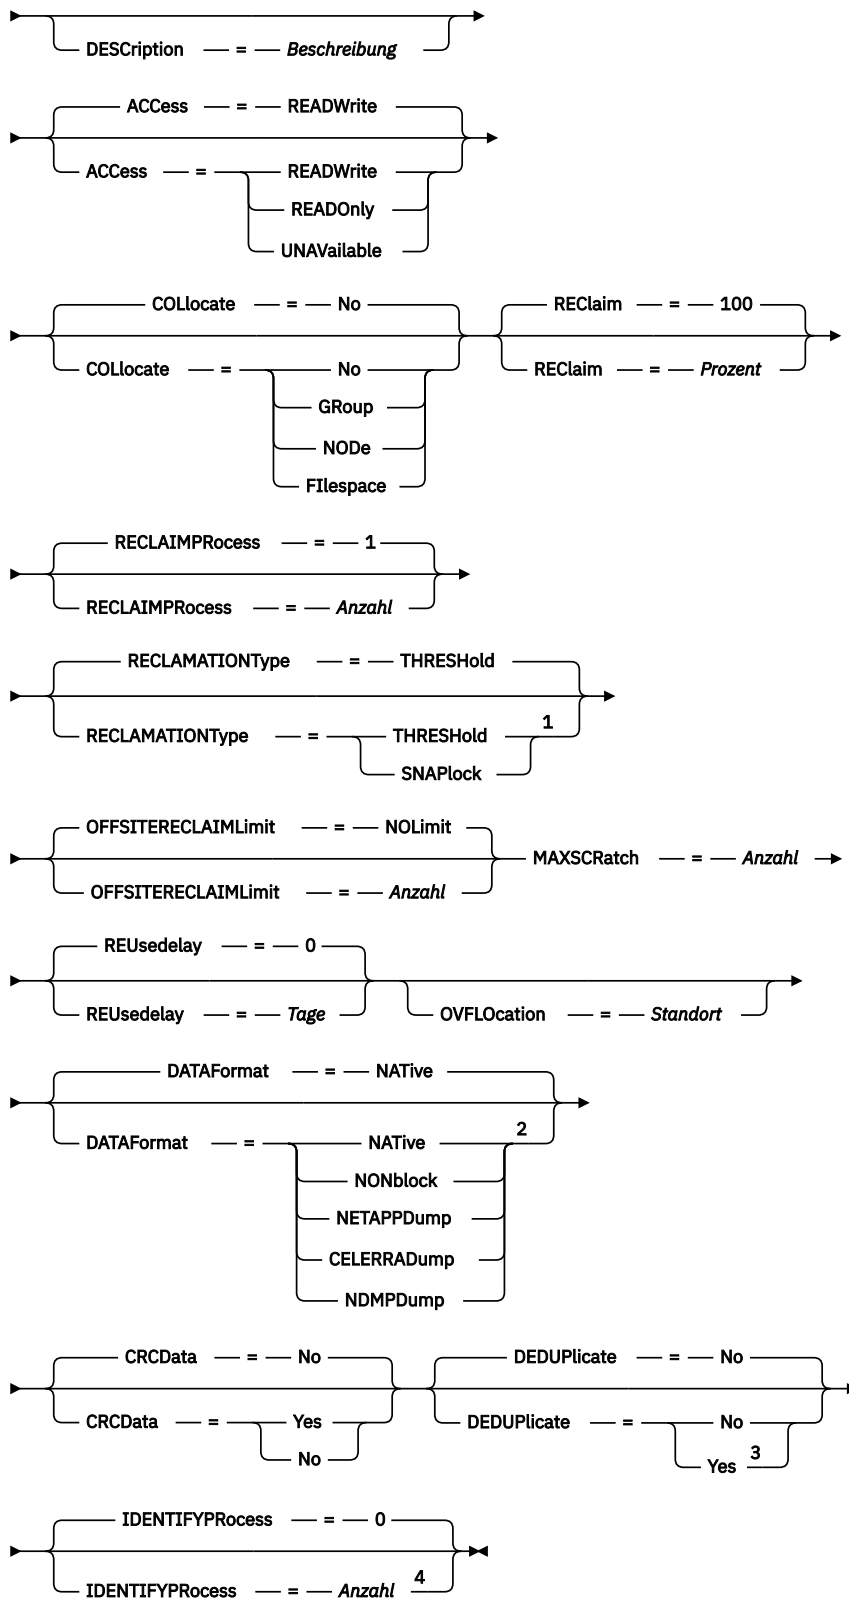 DESCription = Beschreibung
ACCess = READWrite
ACCess = READWrite
READOnly
UNAVailable
COLlocate = No REClaim = 100
COLlocate = No REClaim = Prozent
GRoup
NODe
FIlespace
RECLAIMPRocess = 1
RECLAIMPRocess = Anzahl
RECLAMATIONType = THRESHold
RECLAMATIONType = THRESHold 1
SNAPlock
OFFSITERECLAIMLimit = NOLimit
MAXSCRatch = Anzahl
OFFSITERECLAIMLimit = Anzahl
REUsedelay = 0
REUsedelay = Tage OVFLOcation = Standort
DATAFormat = NATive
DATAFormat = NATive 2
NONblock
NETAPPDump
CELERRADump
NDMPDump
CRCData = No DEDUPlicate = No
CRCData = Yes DEDUPlicate = No
No Yes 3
IDENTIFYPRocess = 0
IDENTIFYPRocess = Anzahl 4